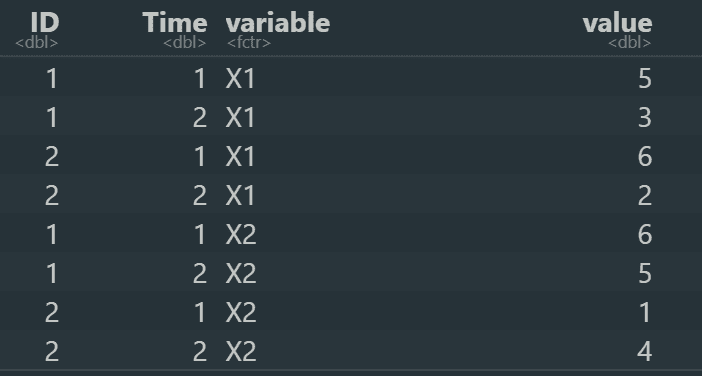 ID Time variable value
<dbl> <dbl> <fctr> <dbl>
1 1 X1 5
1 2 X1 3
2 1 X1 6
2 2 X1 2
1 1 X2 6
1 2 X2 5
2 1 X2 1
2 2 X2 4